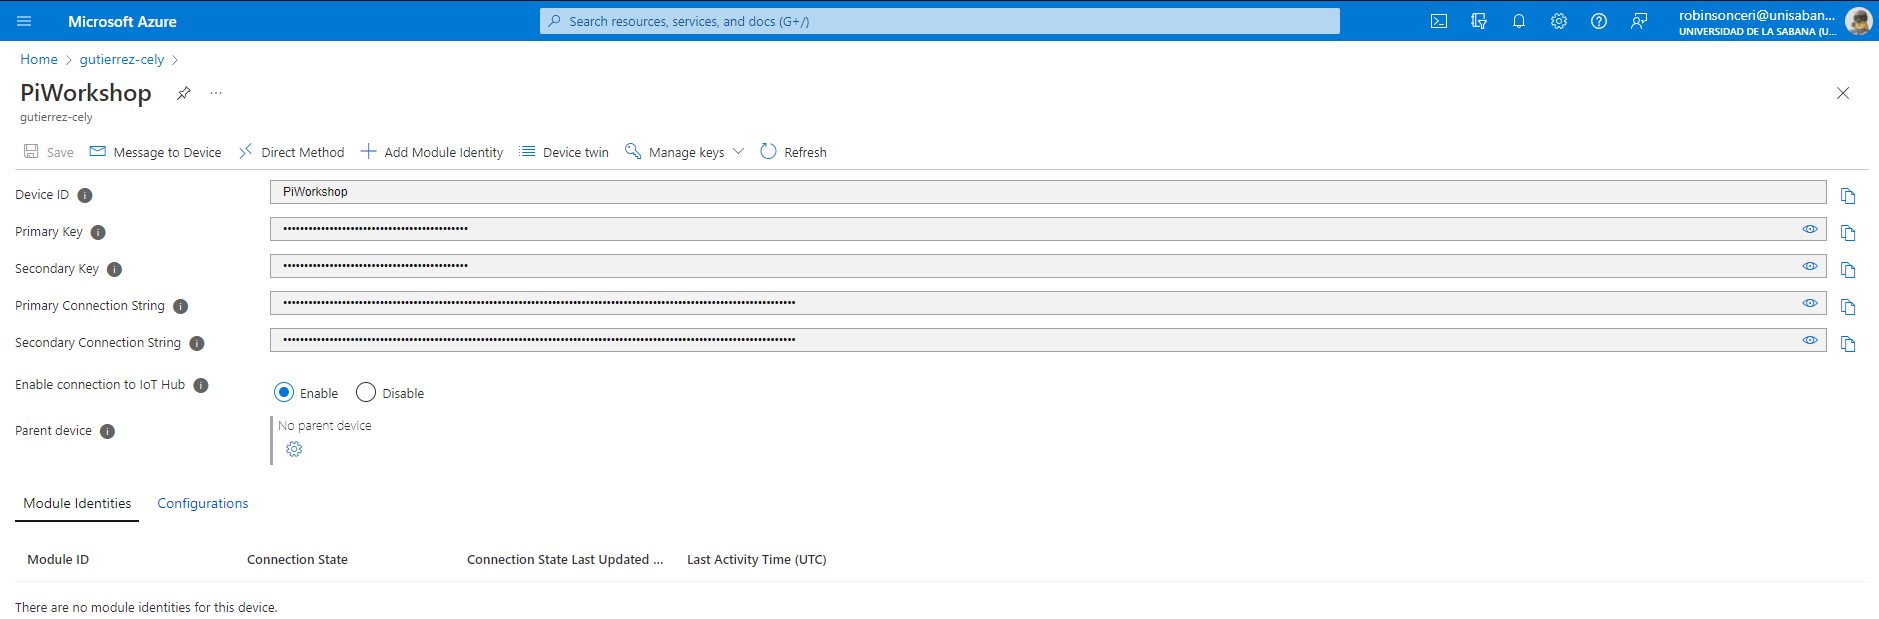 Microsoft Azure
Search resources, services, and docs (G+/)
robinsonceri@unisaban...
UNIVERSIDAD DE LA SABANA (U...
Home > gutierrez-cely >
PiWorkshop ...
gutierrez-cely
Save Message to Device Direct Method Add Module Identity Device twin Manage keys Refresh
Device ID PiWorkshop
Primary Key ••••••••••••••••••••••••••••••••••••••••••••
Secondary Key ••••••••••••••••••••••••••••••••••••••••••••
Primary Connection String
Secondary Connection String
Enable connection to IoT Hub Enable Disable
Parent device No parent device
Module Identities Configurations
Module ID Connection State Connection State Last Updated ... Last Activity Time (UTC)
There are no module identities for this device.